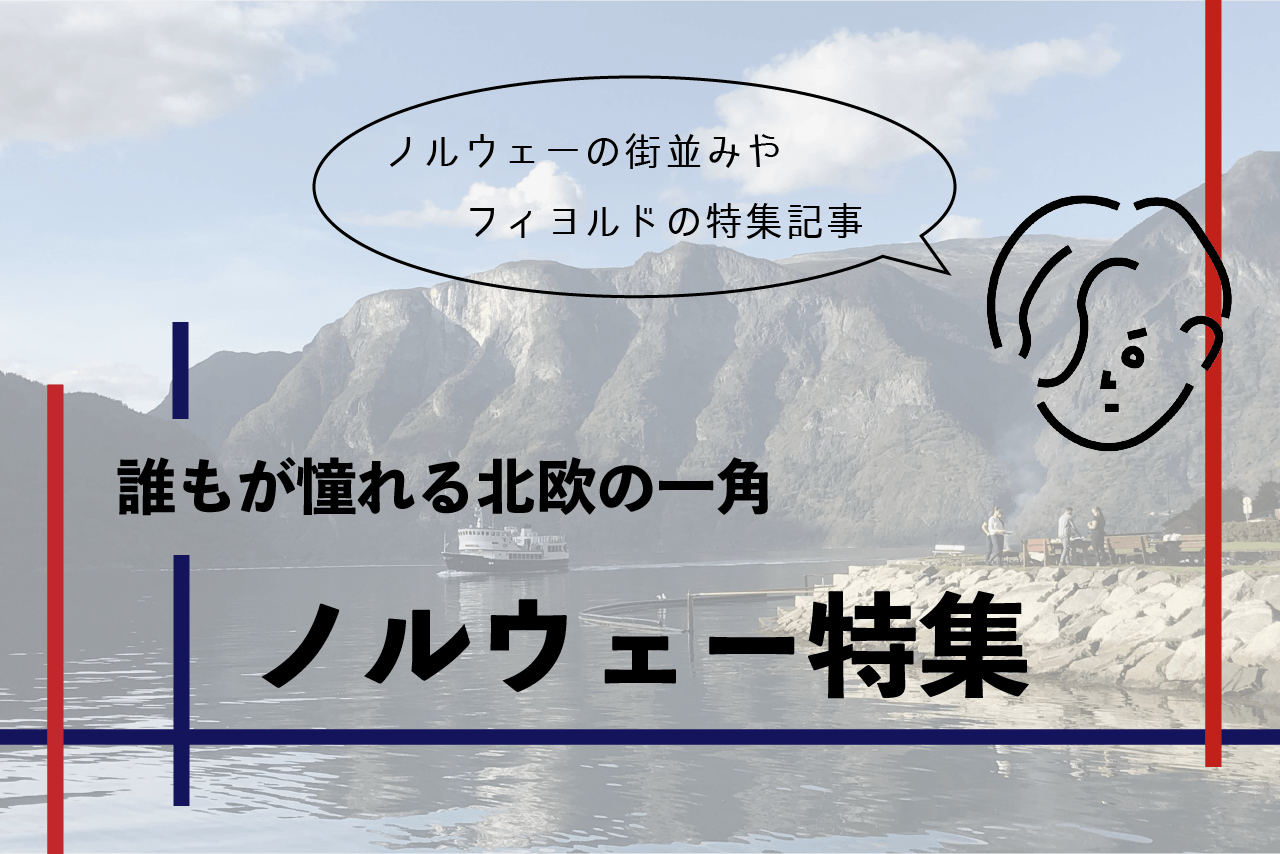 ノルウェーの街並みや
フィヨルドの特集記事
誰もが憧れる北欧の一角
ノルウェー特集